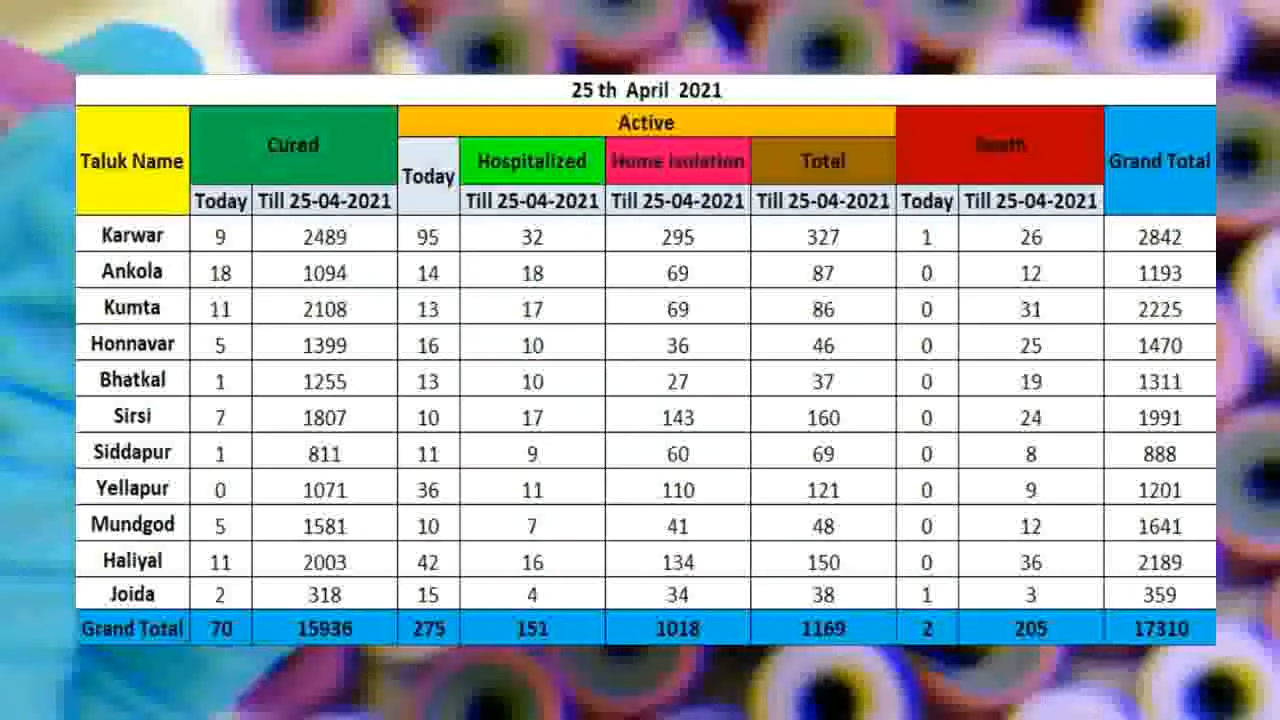 25 th April 2021
Taluk Name Cured Active Death Grand Total
Today Hospitalized Home Isolation Total
Today Till 25-04-2021 Till 25-04-2021 Till 25-04-2021 Till 25-04-2021 Today Till 25-04-2021
Karwar 9 2489 95 32 295 327 1 26 2842
Ankola 18 1094 14 18 69 87 0 12 1193
Kumta 11 2108 13 17 69 86 0 31 2225
Honnavar 5 1399 16 10 36 46 0 25 1470
Bhatkal 1 1255 13 10 27 37 0 19 1311
Sirsi 7 1807 10 17 143 160 0 24 1991
Siddapur 1 811 11 9 60 69 0 8 888
Yellapur 0 1071 36 11 110 121 0 9 1201
Mundgod 5 1581 10 7 41 48 0 12 1641
Haliyal 11 2003 42 16 134 150 0 36 2189
Joida 2 318 15 4 34 38 1 3 359
Grand Total 70 15936 275 151 1018 1169 2 205 17310